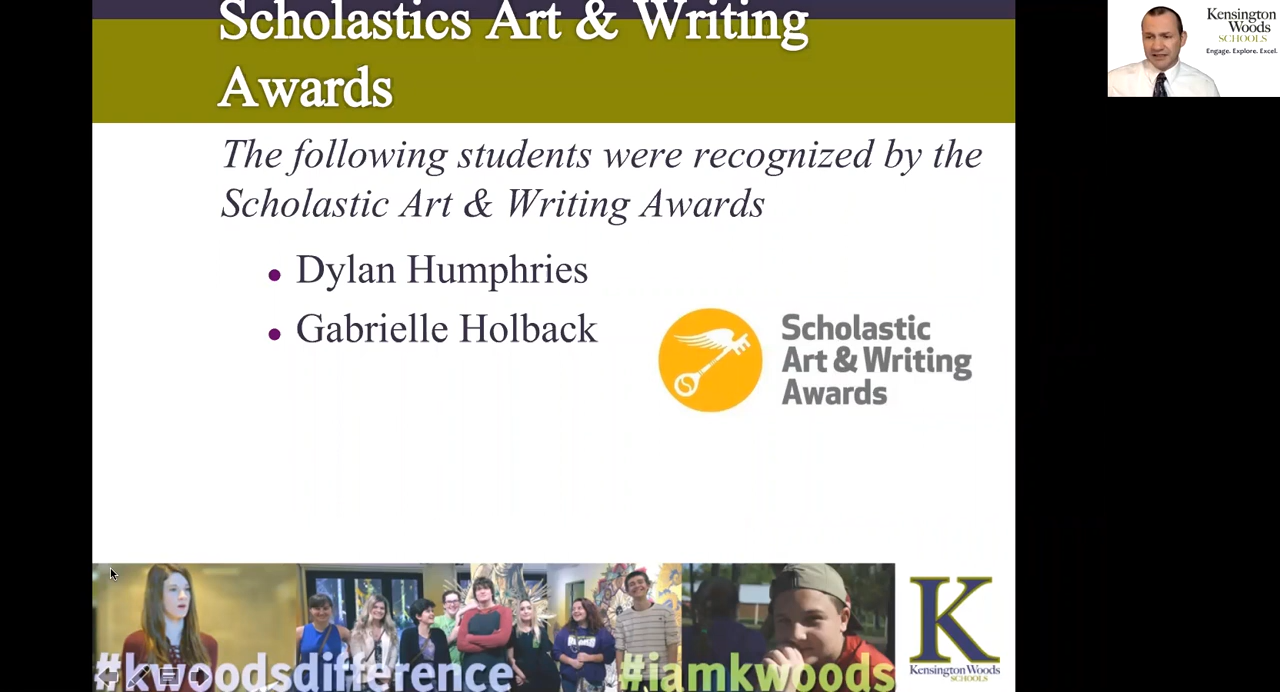 Scholastics Art & Writing
Awards
Kensington
Woods
SCHOOLS
Engage. Explore. Excel.
The following students were recognized by the
Scholastic Art & Writing Awards
• Dylan Humphries
• Gabrielle Holback
Scholastic
Art & Writing
Awards
#kwoodsdifference
#iamkwoods
K
Kensington Woods
SCHOOLS